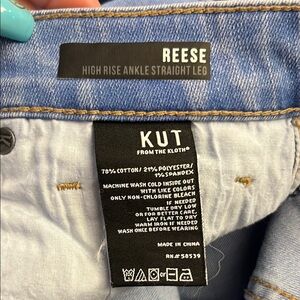 REESE
HIGH RISE ANKLE STRAIGHT LEG
KUT
FROM THE KLOTH®
78% COTTON/ 21% POLYESTER/
1% SPANDEX
MACHINE WASH COLD INSIDE OUT
WITH LIKE COLORS
ONLY NON-CHLORINE BLEACH
IF NEEDED
TUMBLE DRY LOW
OR FOR BETTER CARE,
LAY FLAT TO DRY
WARM IRON IF NEEDED
WASH ONCE BEFORE WEARING
MADE IN CHINA
RN# 58539
or